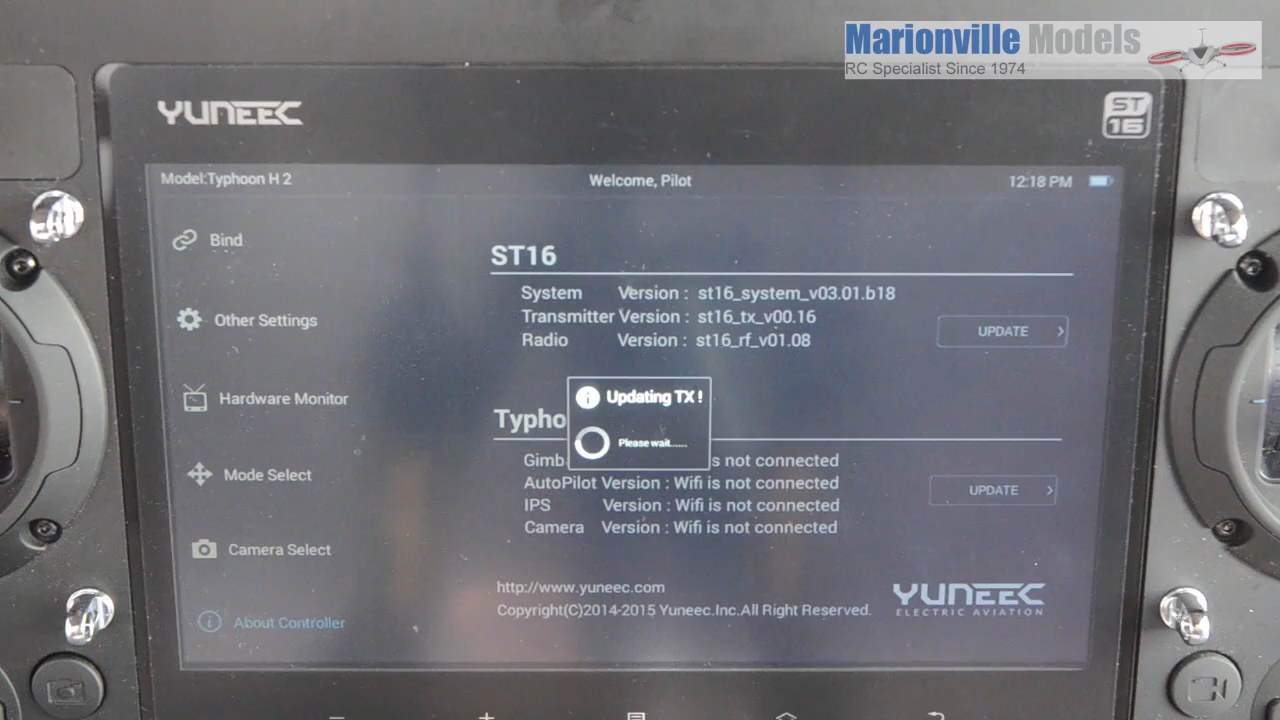 Marionville Models
RC Specialist Since 1974
YUNEEC
ST
16
Model:Typhoon H 2
Welcome, Pilot
12:18 PM
Bind
Other Settings
Hardware Monitor
Mode Select
Camera Select
About Controller
ST16
System Version : st16_system_v03.01.b18
Transmitter Version : st16_tx_v00.16
Radio Version : st16_rf_v01.08
UPDATE
Updating TX !
Please wait......
Typho
Gimb s not connected
AutoPilot Version : Wifi is not connected
IPS Version : Wifi is not connected
Camera Version : Wifi is not connected
UPDATE
http://www.yuneec.com
Copyright(C)2014-2015 Yuneec.Inc.All Right Reserved.
YUNEEC
ELECTRIC AVIATION